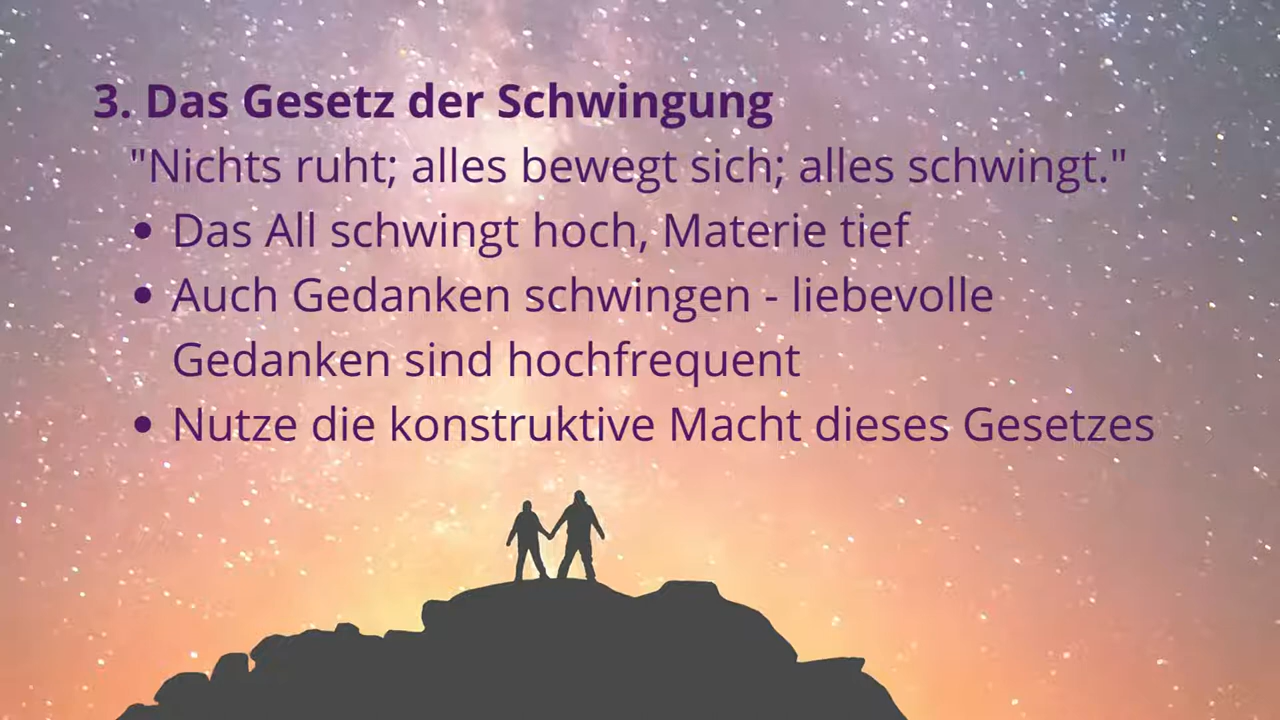 3. Das Gesetz der Schwingung
"Nichts ruht; alles bewegt sich; alles schwingt."
• Das All schwingt hoch, Materie tief
• Auch Gedanken schwingen - liebevolle
Gedanken sind hochfrequent
• Nutze die konstruktive Macht dieses Gesetzes